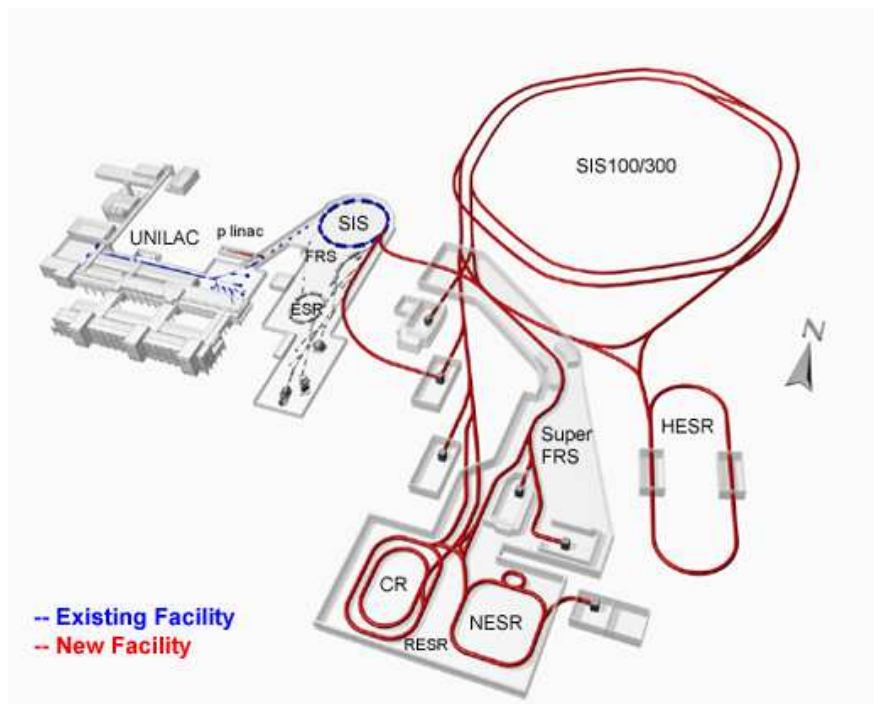 SIS100/300
UNILAC
p linac
SIS
FRS
ESR
N
HESR
Super
FRS
CR
NESR
RESR
-- Existing Facility
-- New Facility